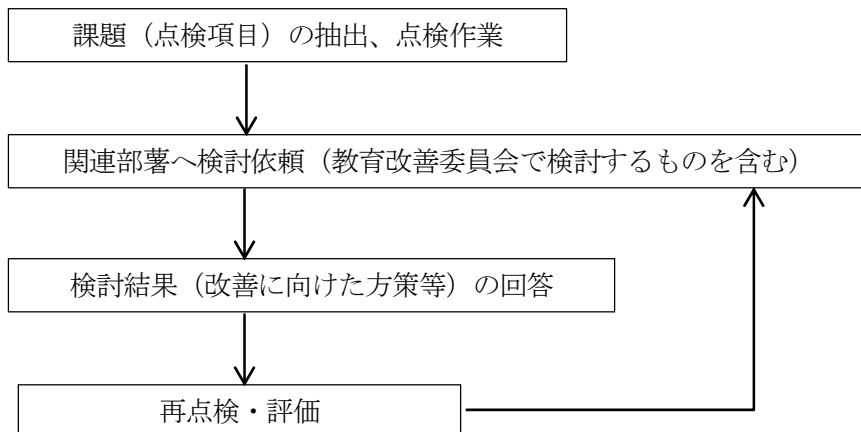 課題（点検項目）の抽出、点検作業
関連部署へ検討依頼（教育改善委員会で検討するものを含む）
検討結果（改善に向けた方策等）の回答
再点検・評価